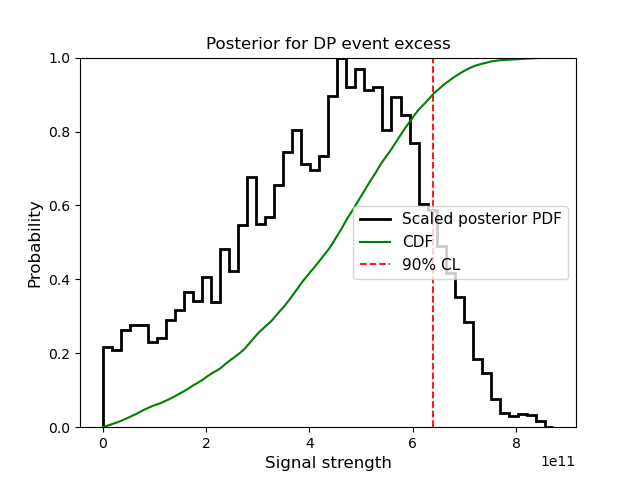 Posterior for DP event excess
Probability
1.0
0.8
0.6
0.4
0.2
0.0
Scaled posterior PDF
CDF
90% CL
0
2
4
6
8
1e11
Signal strength